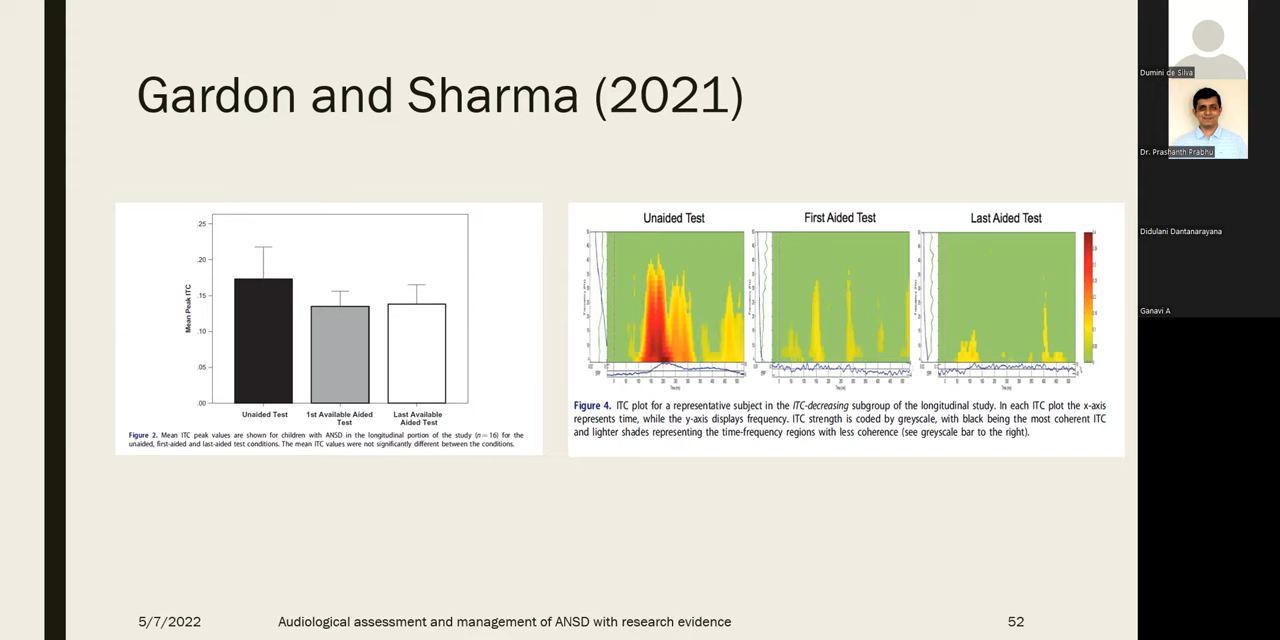 Gardon and Sharma (2021)
.25
.20
.15
.10
.05
.00
Mean Peak ITC
Unaided Test
1st Available Aided
Test
Last Available
Aided Test
Figure 2. Mean ITC peak values are shown for children with ANSD in the longitudinal portion of the study (n = 16) for the
unaided, first-aided and last-aided test conditions. The mean ITC values were not significantly different between the conditions.
Unaided Test
First Aided Test
Last Aided Test
Figure 4. ITC plot for a representative subject in the ITC-decreasing subgroup of the longitudinal study. In each ITC plot the x-axis
represents time, while the y-axis displays frequency. ITC strength is coded by greyscale, with black being the most coherent ITC
and lighter shades representing the time-frequency regions with less coherence (see greyscale bar to the right).
5/7/2022
Audiological assessment and management of ANSD with research evidence
52
Dumini de Silva
Dr. Prashanth Prabhu
Didulani Dantanarayana
Ganavi A